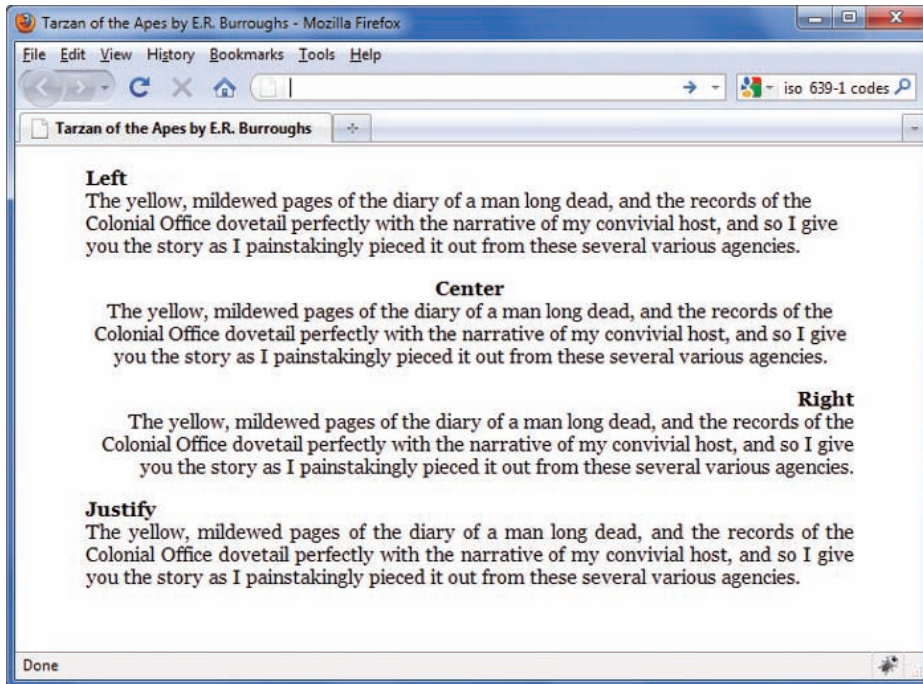 Tarzan of the Apes by E.R. Burroughs - Mozilla Firefox
File Edit View History Bookmarks Tools Help
iso 639-1 codes
Tarzan of the Apes by E.R. Burroughs
Left
The yellow, mildewed pages of the diary of a man long dead, and the records of the
Colonial Office dovetail perfectly with the narrative of my convivial host, and so I give
you the story as I painstakingly pieced it out from these several various agencies.
Center
The yellow, mildewed pages of the diary of a man long dead, and the records of the
Colonial Office dovetail perfectly with the narrative of my convivial host, and so I give
you the story as I painstakingly pieced it out from these several various agencies.
Right
The yellow, mildewed pages of the diary of a man long dead, and the records of the
Colonial Office dovetail perfectly with the narrative of my convivial host, and so I give
you the story as I painstakingly pieced it out from these several various agencies.
Justify
The yellow, mildewed pages of the diary of a man long dead, and the records of the
Colonial Office dovetail perfectly with the narrative of my convivial host, and so I give
you the story as I painstakingly pieced it out from these several various agencies.
Done